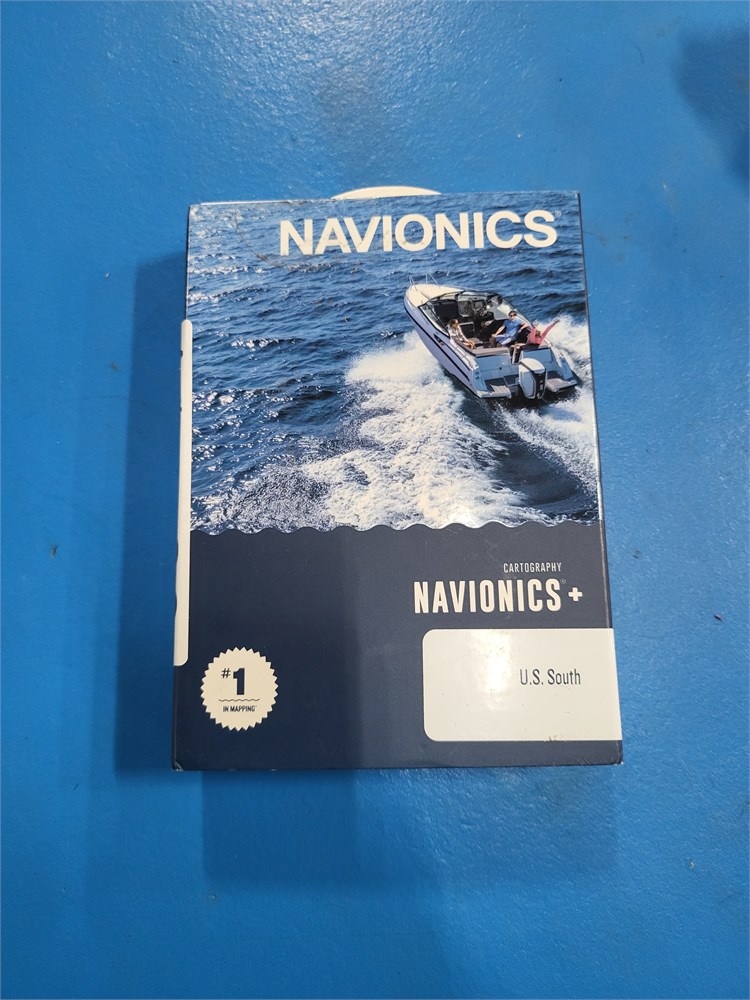 NAVIONICS®
CARTOGRAPHY
NAVIONICS®+
U.S. South
#1
IN MAPPING*